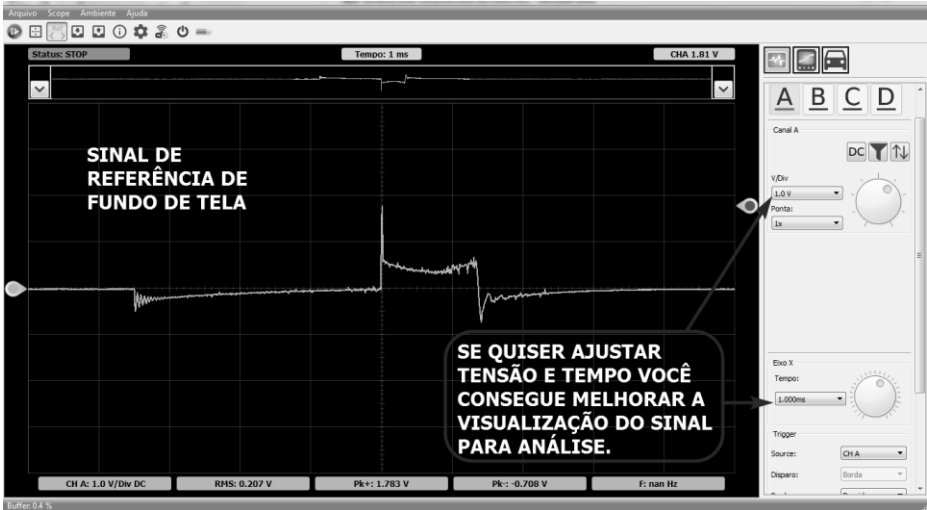 Arquivo Scope Ambiente Ajuda
Status: STOP
Tempo: 1 ms
CHA 1.81 V
SINAL DE
REFERÊNCIA DE
FUNDO DE TELA
A B C D
Canal A
DC
V/Div
1.0 V
Ponta:
1x
SE QUISER AJUSTAR
TENSÃO E TEMPO VOCÊ
CONSEGUE MELHORAR A
VISUALIZAÇÃO DO SINAL
PARA ANÁLISE.
Eixo X
Tempo:
1.000ms
Trigger
Source: CH A
Disparo: Borda
CH A: 1.0 V/Div DC
RMS: 0.207 V
Pk+: 1.783 V
Pk-: -0.708 V
F: nan Hz
Buffer: 0.4 %